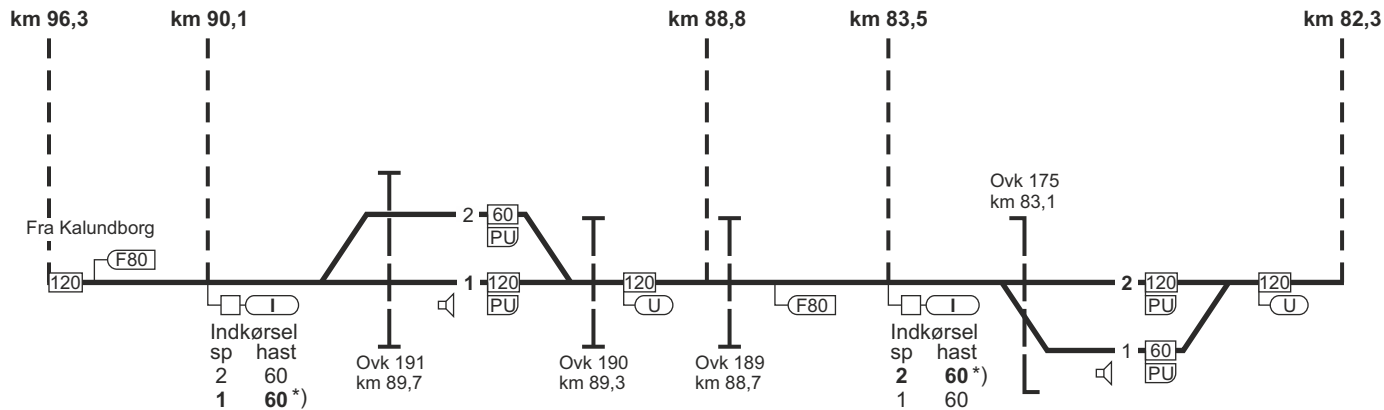 km 96,3
km 90,1
km 88,8
km 83,5
km 82,3
Ovk 175
km 83,1
2 60
PU
Fra Kalundborg
F80
120
1 120
PU
120
U
F80
2 120
PU
120
U
I
Indkørsel
sp hast
2 60
1 60 *)
Ovk 191
km 89,7
Ovk 190
km 89,3
Ovk 189
km 88,7
I
Indkørsel
sp hast
2 60 *)
1 60
1 60
PU